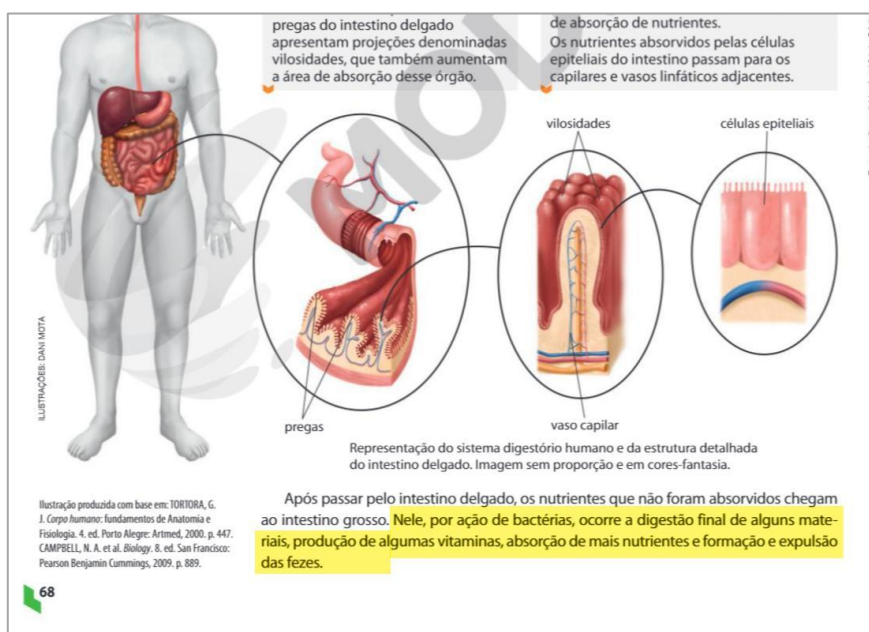 pregas do intestino delgado
apresentam projeções denominadas
vilosidades, que também aumentam
a área de absorção desse órgão.
de absorção de nutrientes.
Os nutrientes absorvidos pelas células
epiteliais do intestino passam para os
capilares e vasos linfáticos adjacentes.
MOD
vilosidades
células epiteliais
pregas
vaso capilar
ILUSTRAÇÕES: DANI MOTA
Representação do sistema digestório humano e da estrutura detalhada
do intestino delgado. Imagem sem proporção e em cores-fantasia.
Ilustração produzida com base em: TORTORA, G.
J. Corpo humano: fundamentos de Anatomia e
Fisiologia. 4. ed. Porto Alegre: Artmed, 2000. p. 447.
CAMPBELL, N. A. et al. Biology. 8. ed. San Francisco:
Pearson Benjamin Cummings, 2009. p. 889.
Após passar pelo intestino delgado, os nutrientes que não foram absorvidos chegam
ao intestino grosso. Nele, por ação de bactérias, ocorre a digestão final de alguns mate-
riais, produção de algumas vitaminas, absorção de mais nutrientes e formação e expulsão
das fezes.
68